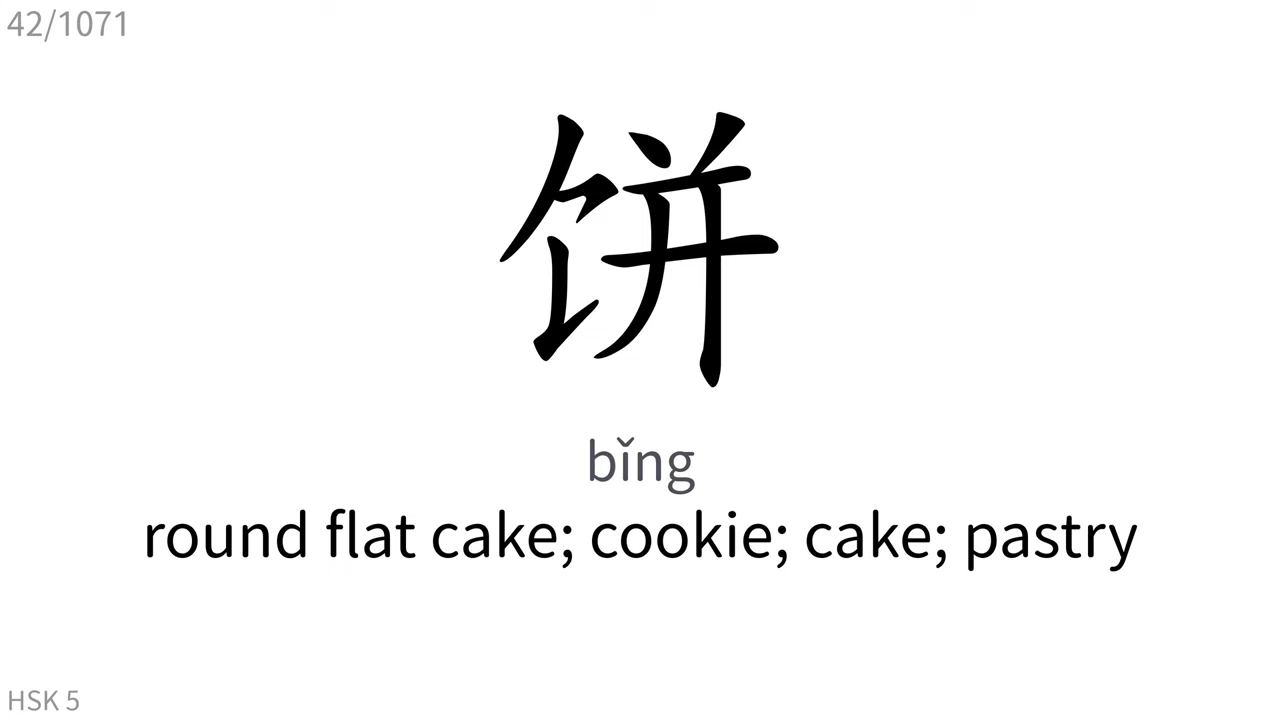 42/1071
饼
bǐng
round flat cake; cookie; cake; pastry
HSK 5